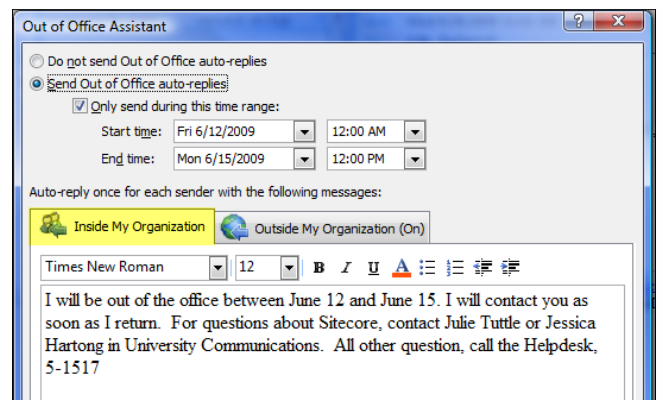 Out of Office Assistant
Do not send Out of Office auto-replies
Send Out of Office auto-replies
Only send during this time range:
Start time: Fri 6/12/2009 12:00 AM
End time: Mon 6/15/2009 12:00 PM
Auto-reply once for each sender with the following messages:
Inside My Organization Outside My Organization (On)
Times New Roman 12 B I U A
I will be out of the office between June 12 and June 15. I will contact you as
soon as I return.  For questions about Sitecore, contact Julie Tuttle or Jessica
Hartong in University Communications.  All other question, call the Helpdesk,
5-1517